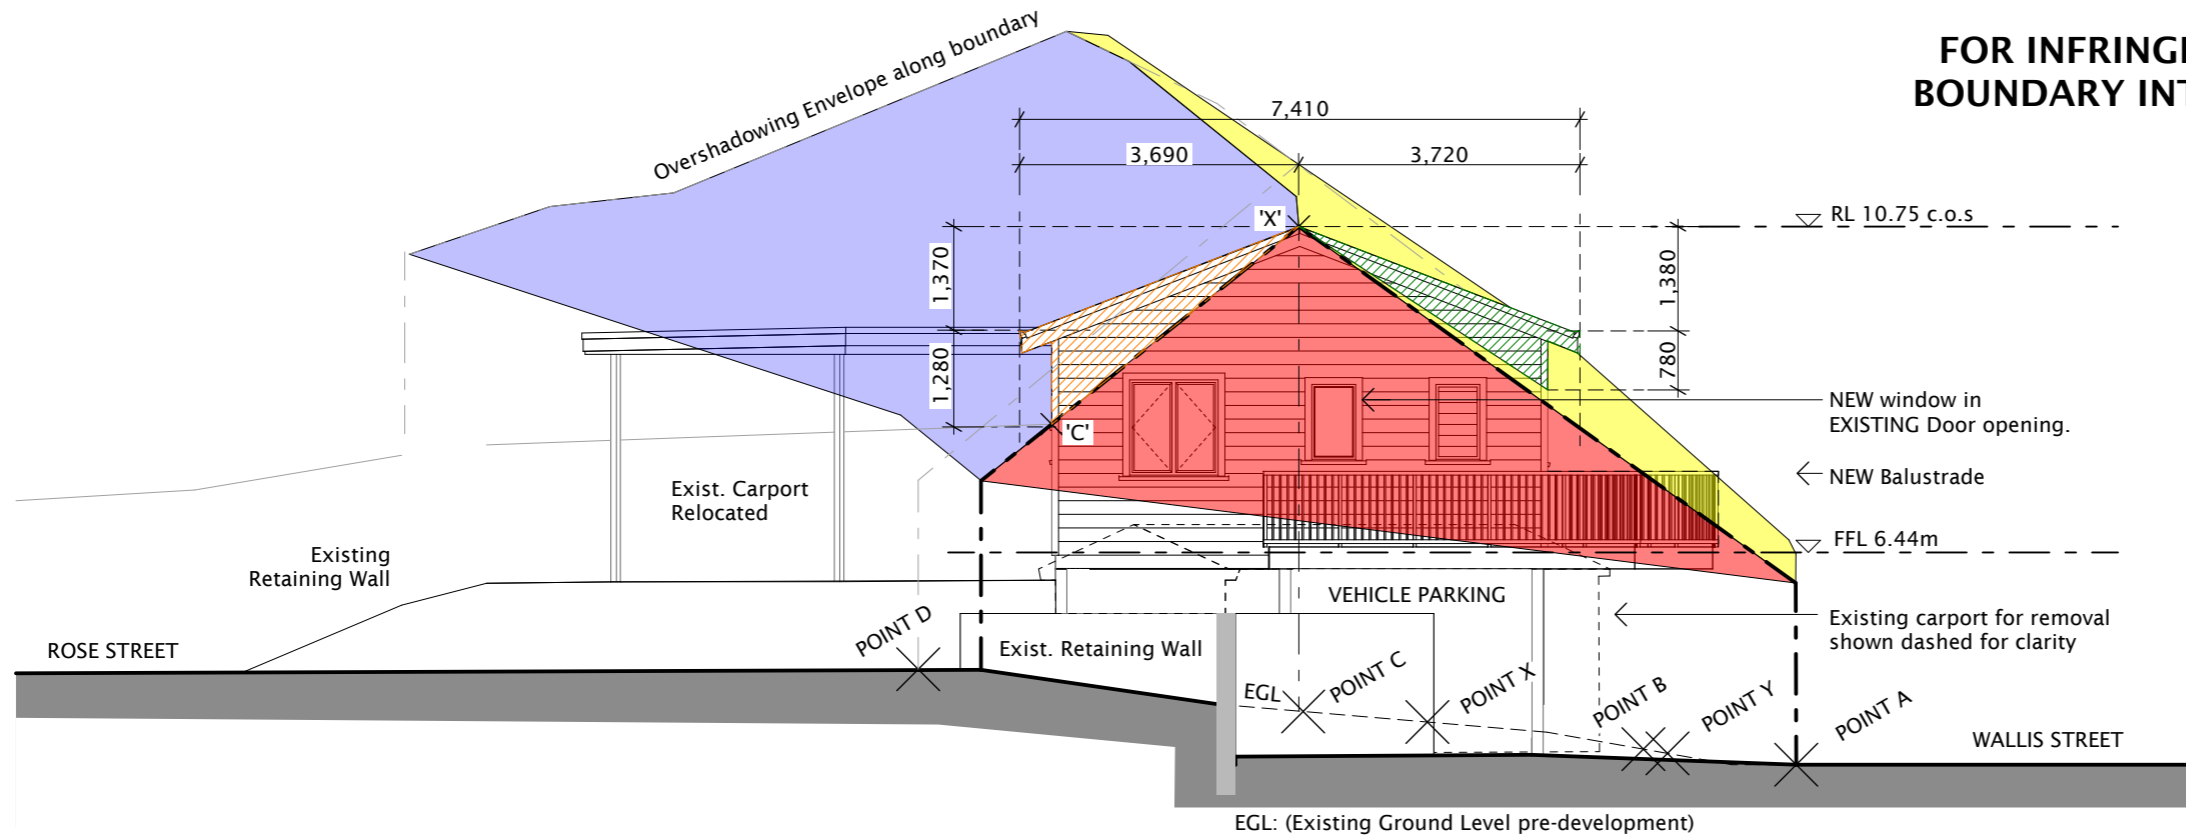 FOR INFRING
BOUNDARY INT
Overshadowing Envelope along boundary
7,410
3,690
3,720
'X'
RL 10.75 c.o.s
1,370
1,380
1,280
780
'C'
NEW window in
EXISTING Door opening.
NEW Balustrade
Exist. Carport
Relocated
FFL 6.44m
Existing
Retaining Wall
VEHICLE PARKING
Existing carport for removal
shown dashed for clarity
ROSE STREET
POINT D
Exist. Retaining Wall
EGL
POINT C
POINT X
POINT B
POINT Y
POINT A
WALLIS STREET
EGL: (Existing Ground Level pre-development)